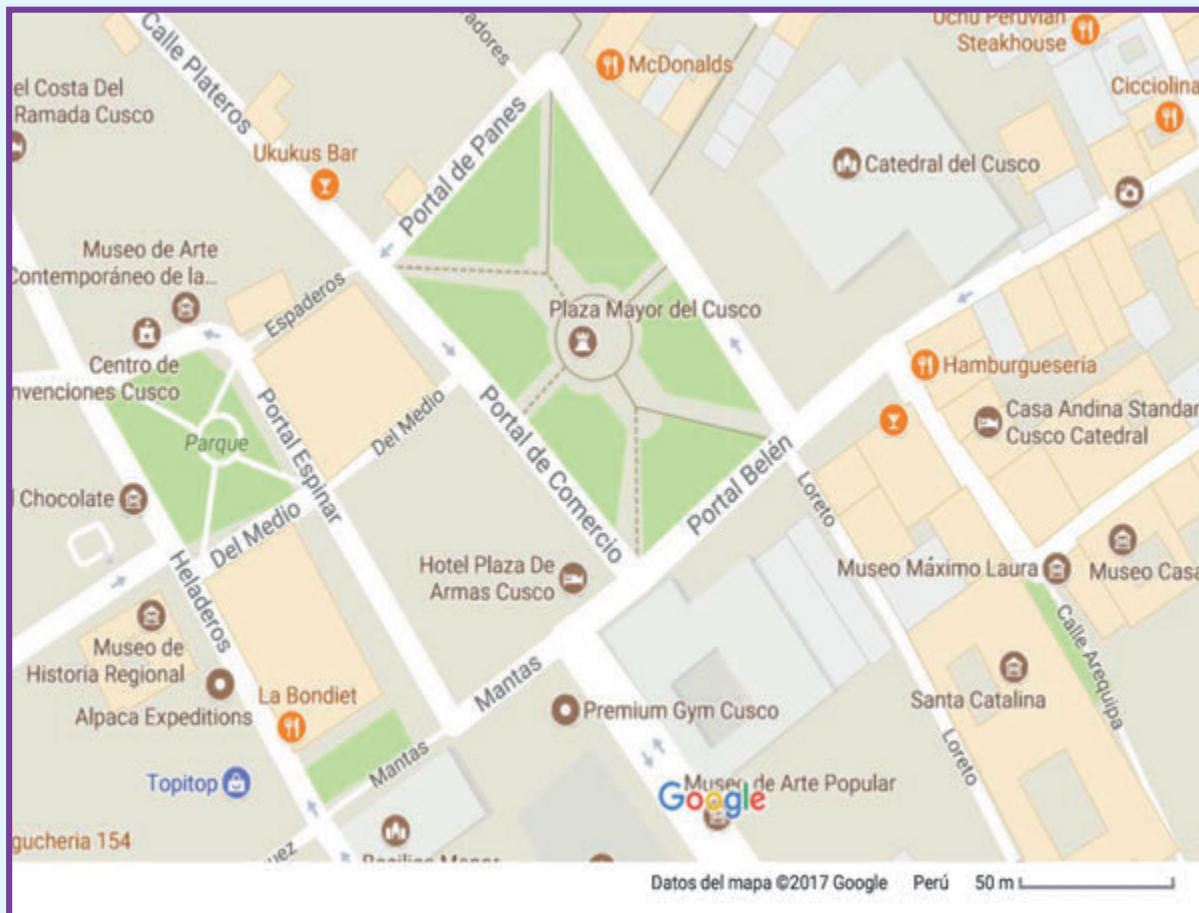 Uchu Peruvian
Steakhouse
Calle Plateros
McDonalds
el Costa Del
Ramada Cusco
Cicciolina
Portal de Panes
Ukukus Bar
Catedral del Cusco
Museo de Arte
Contemporáneo de la...
Espaderos
Plaza Mayor del Cusco
Centro de
nvenciones Cusco
Hamburguesería
Portal Espinar
Del Medio
Portal de Comercio
Casa Andina Standar
Cusco Catedral
Parque
Portal Belén
Chocolate
Loreto
Del Medio
Hotel Plaza De
Armas Cusco
Museo Máximo Laura
Museo Casa
Heladeros
Calle Arequipa
Museo de
Historia Regional
Mantas
Santa Catalina
Alpaca Expeditions
La Bondiet
Premium Gym Cusco
Loreto
Mantas
Topitop
Museo de Arte Popular
Google
gucheria 154
uez
Datos del mapa ©2017 Google Perú 50 m